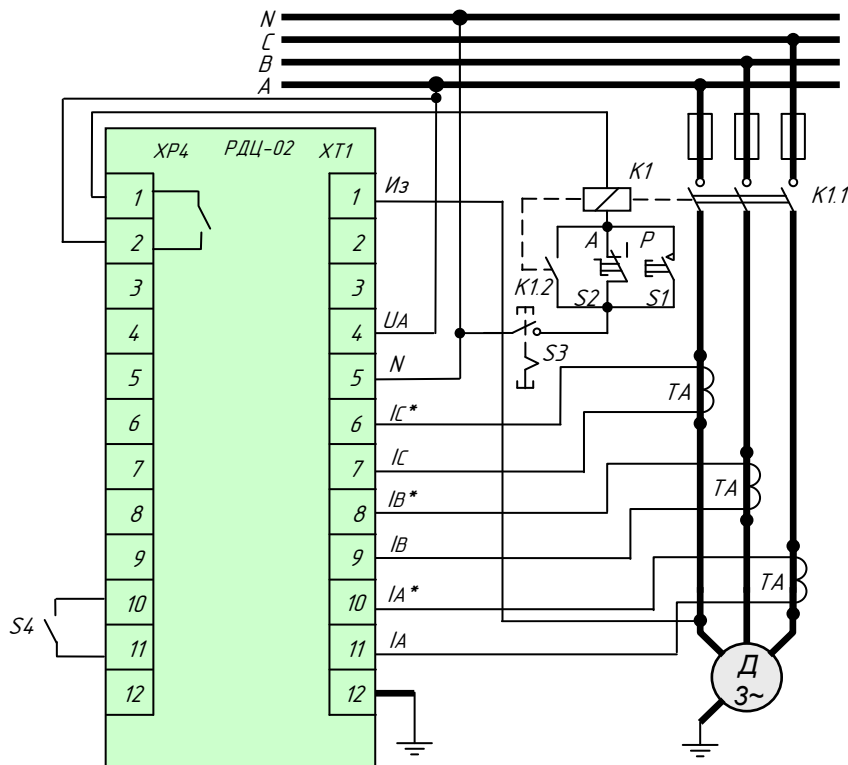 N
C
B
A
XP4 РДЦ-02 XT1
1
2
3
4
5
6
7
8
9
10
11
12
1 Из
2
3
4 UA
5 N
6 IC*
7 IC
8 IB*
9 IB
10 IA*
11 IA
12
K1
K1.1
A P
K1.2 S2 S1
S3
TA
TA
TA
S4
Д
3~